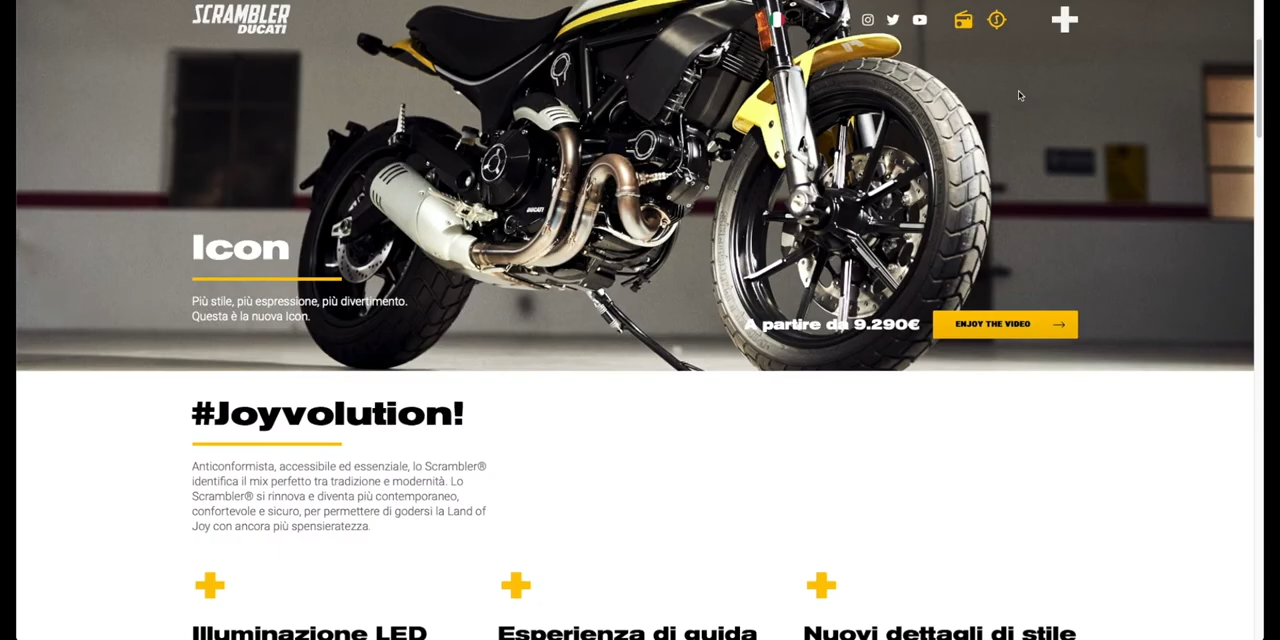 SCRAMBLER
DUCATI
DUCATI
Icon
Più stile, più espressione, più divertimento.
Questa è la nuova Icon.
A partire da 9.290€
ENJOY THE VIDEO
#Joyvolution!
Anticonformista, accessibile ed essenziale, lo Scrambler®
identifica il mix perfetto tra tradizione e modernità. Lo
Scrambler® si rinnova e diventa più contemporaneo,
confortevole e sicuro, per permettere di godersi la Land of
Joy con ancora più spensieratezza.
Illuminazione LED
Esperienza di guida
Nuovi dettagli di stile